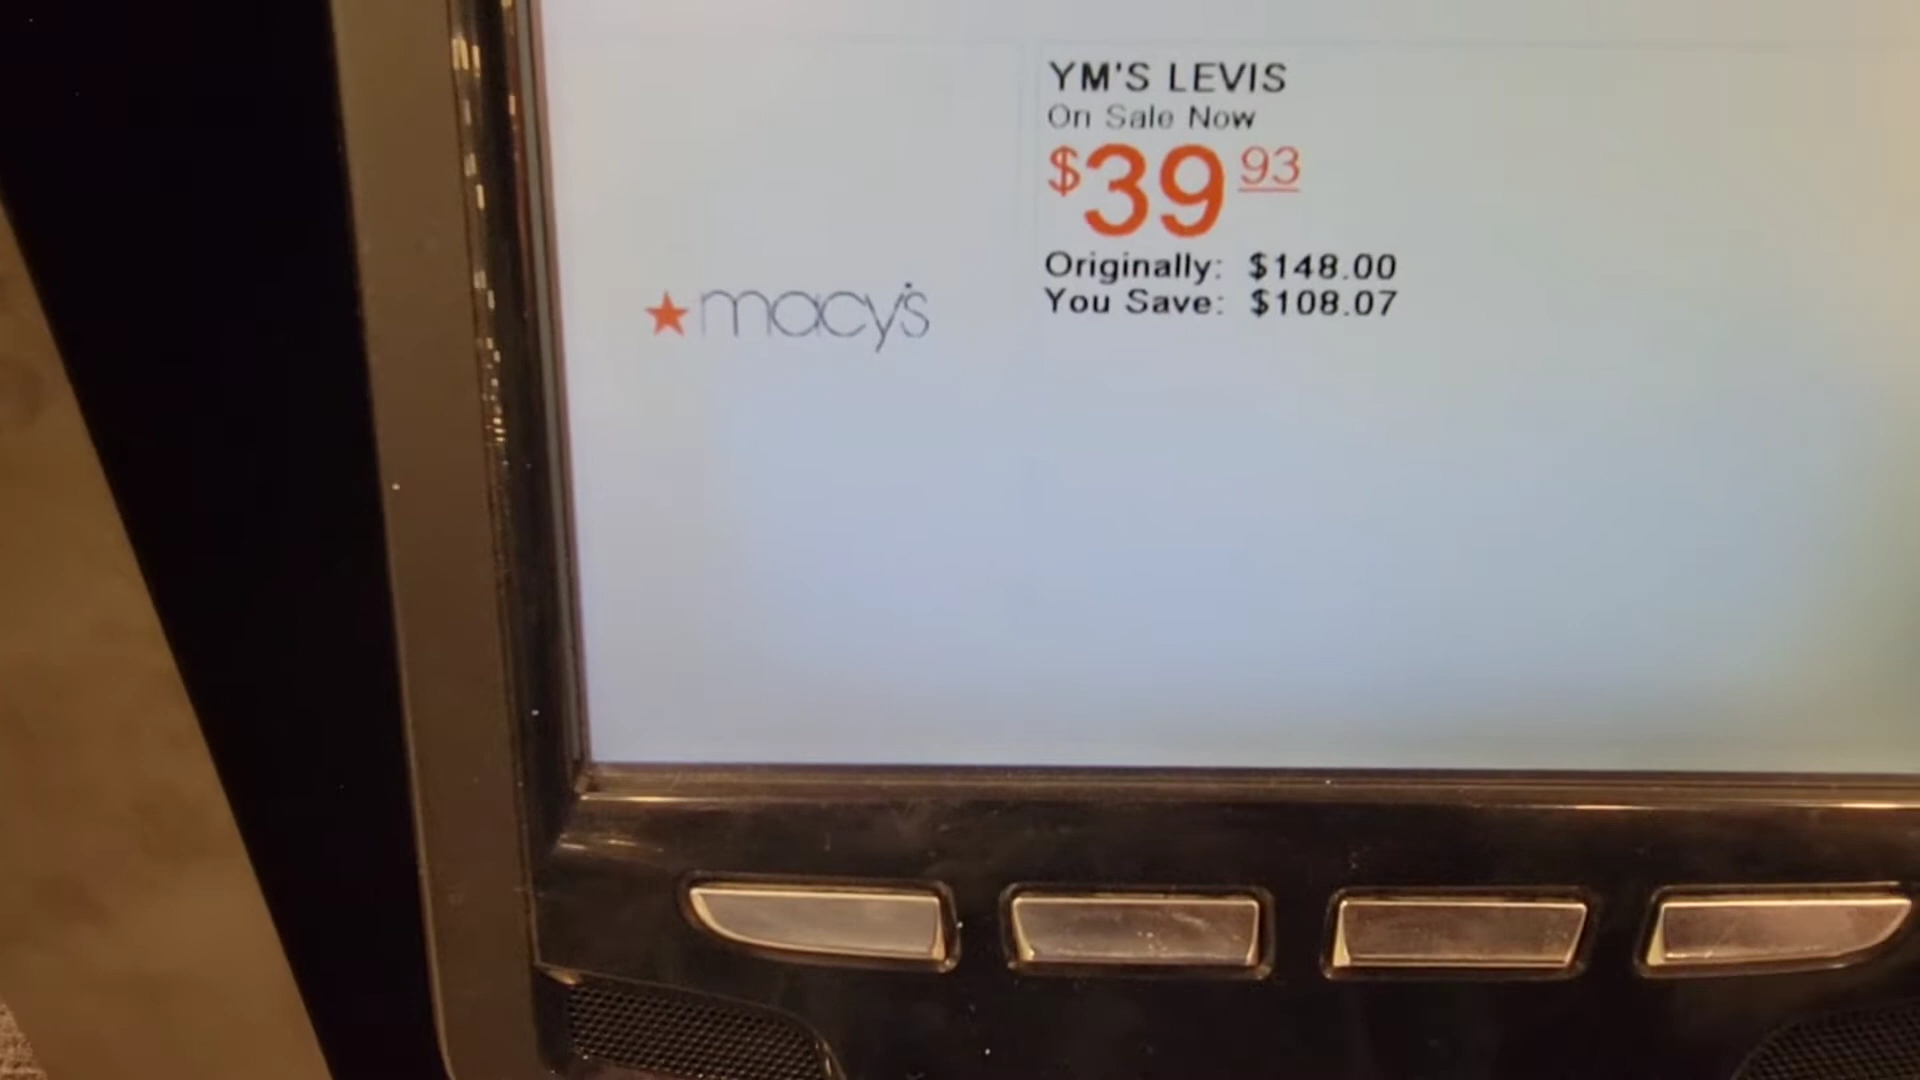 YM'S LEVIS
On Sale Now
$39 93
Originally: $148.00
You Save: $108.07
macy's